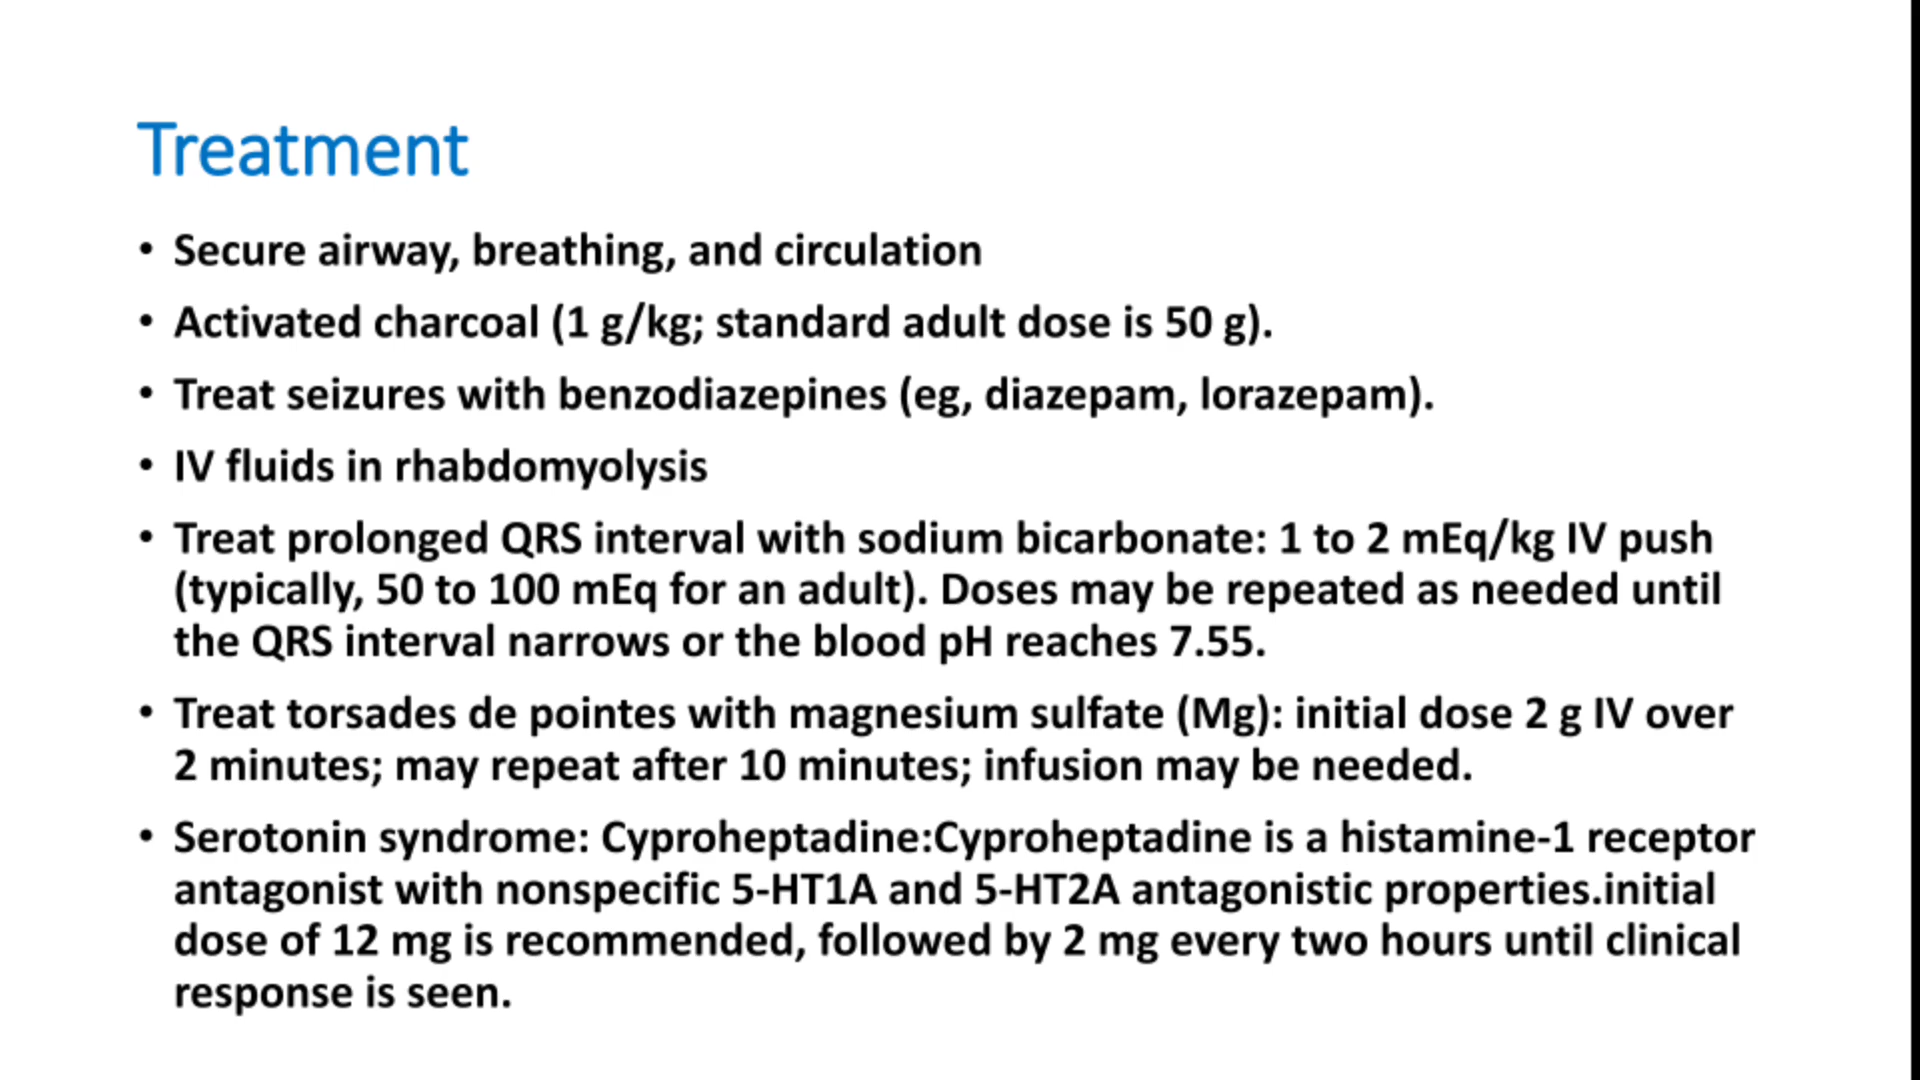 Treatment
• Secure airway, breathing, and circulation
• Activated charcoal (1 g/kg; standard adult dose is 50 g).
• Treat seizures with benzodiazepines (eg, diazepam, lorazepam).
• IV fluids in rhabdomyolysis
• Treat prolonged QRS interval with sodium bicarbonate: 1 to 2 mEq/kg IV push
(typically, 50 to 100 mEq for an adult). Doses may be repeated as needed until
the QRS interval narrows or the blood pH reaches 7.55.
• Treat torsades de pointes with magnesium sulfate (Mg): initial dose 2 g IV over
2 minutes; may repeat after 10 minutes; infusion may be needed.
• Serotonin syndrome: Cyproheptadine:Cyproheptadine is a histamine-1 receptor
antagonist with nonspecific 5-HT1A and 5-HT2A antagonistic properties.initial
dose of 12 mg is recommended, followed by 2 mg every two hours until clinical
response is seen.